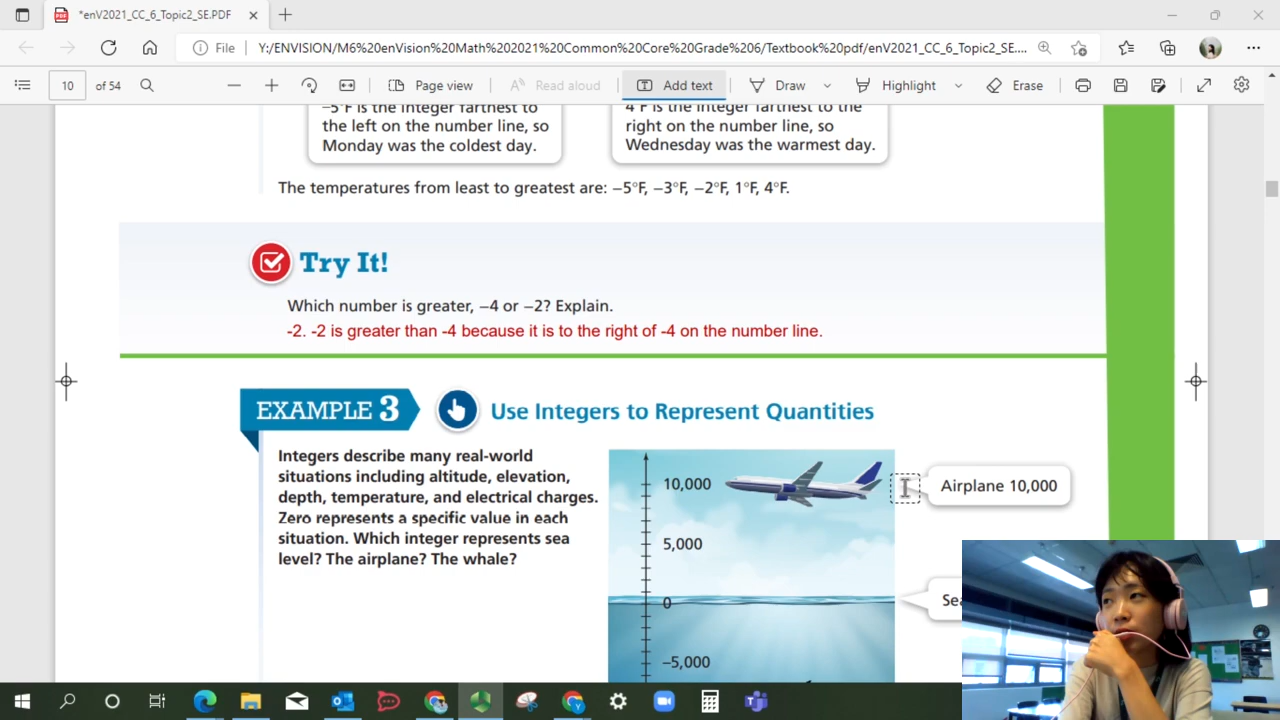 *enV2021_CC_6_Topic2_SE.PDF
File
Y:/ENVISION/M6%20enVision%20Math%202021%20Common%20Core%20Grade%206/Textbook%20pdf/enV2021_CC_6_Topic2_SE....
10 of 54
Page view
Read aloud
Add text
Draw
Highlight
Erase
−5°F is the integer farthest to
the left on the number line, so
Monday was the coldest day.
4°F is the integer farthest to the
right on the number line, so
Wednesday was the warmest day.
The temperatures from least to greatest are: −5°F, −3°F, −2°F, 1°F, 4°F.
Try It!
Which number is greater, −4 or −2? Explain.
-2. -2 is greater than -4 because it is to the right of -4 on the number line.
EXAMPLE 3
Use Integers to Represent Quantities
Integers describe many real-world
situations including altitude, elevation,
depth, temperature, and electrical charges.
Zero represents a specific value in each
situation. Which integer represents sea
level? The airplane? The whale?
10,000
Airplane 10,000
5,000
0
−5,000